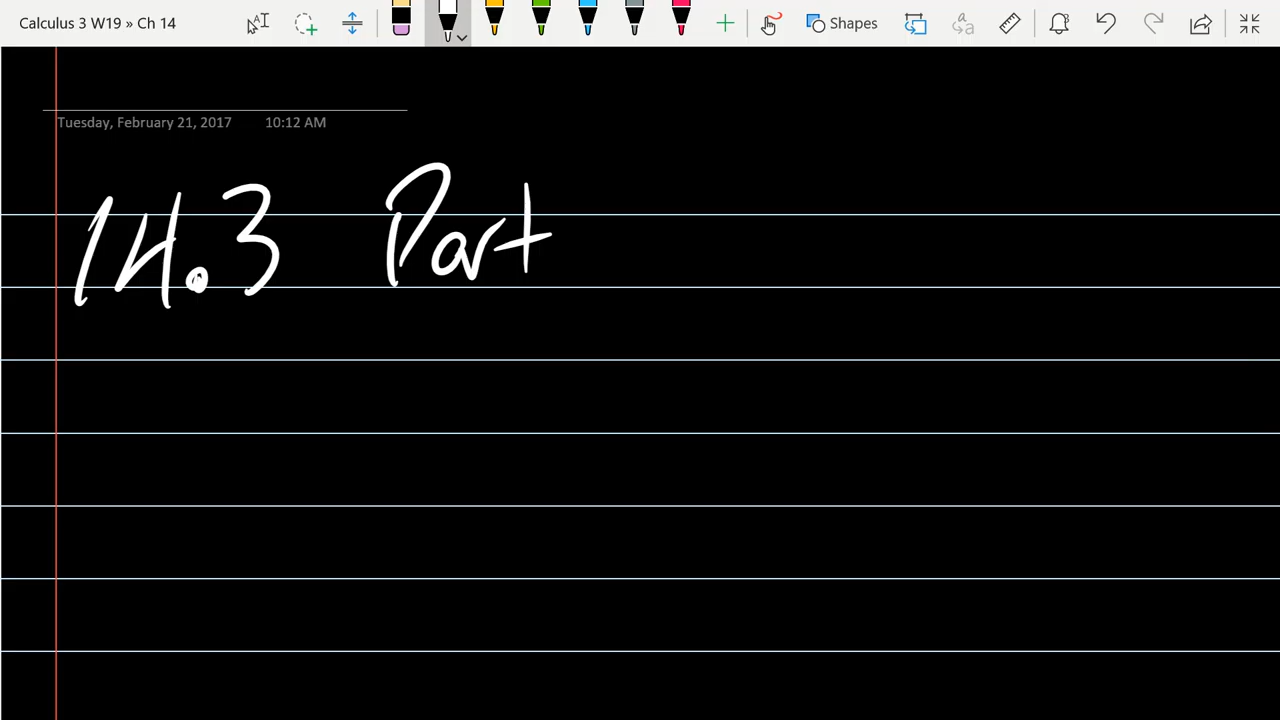 Calculus 3 W19 » Ch 14
Shapes
Tuesday, February 21, 2017 10:12 AM
14.3 Part